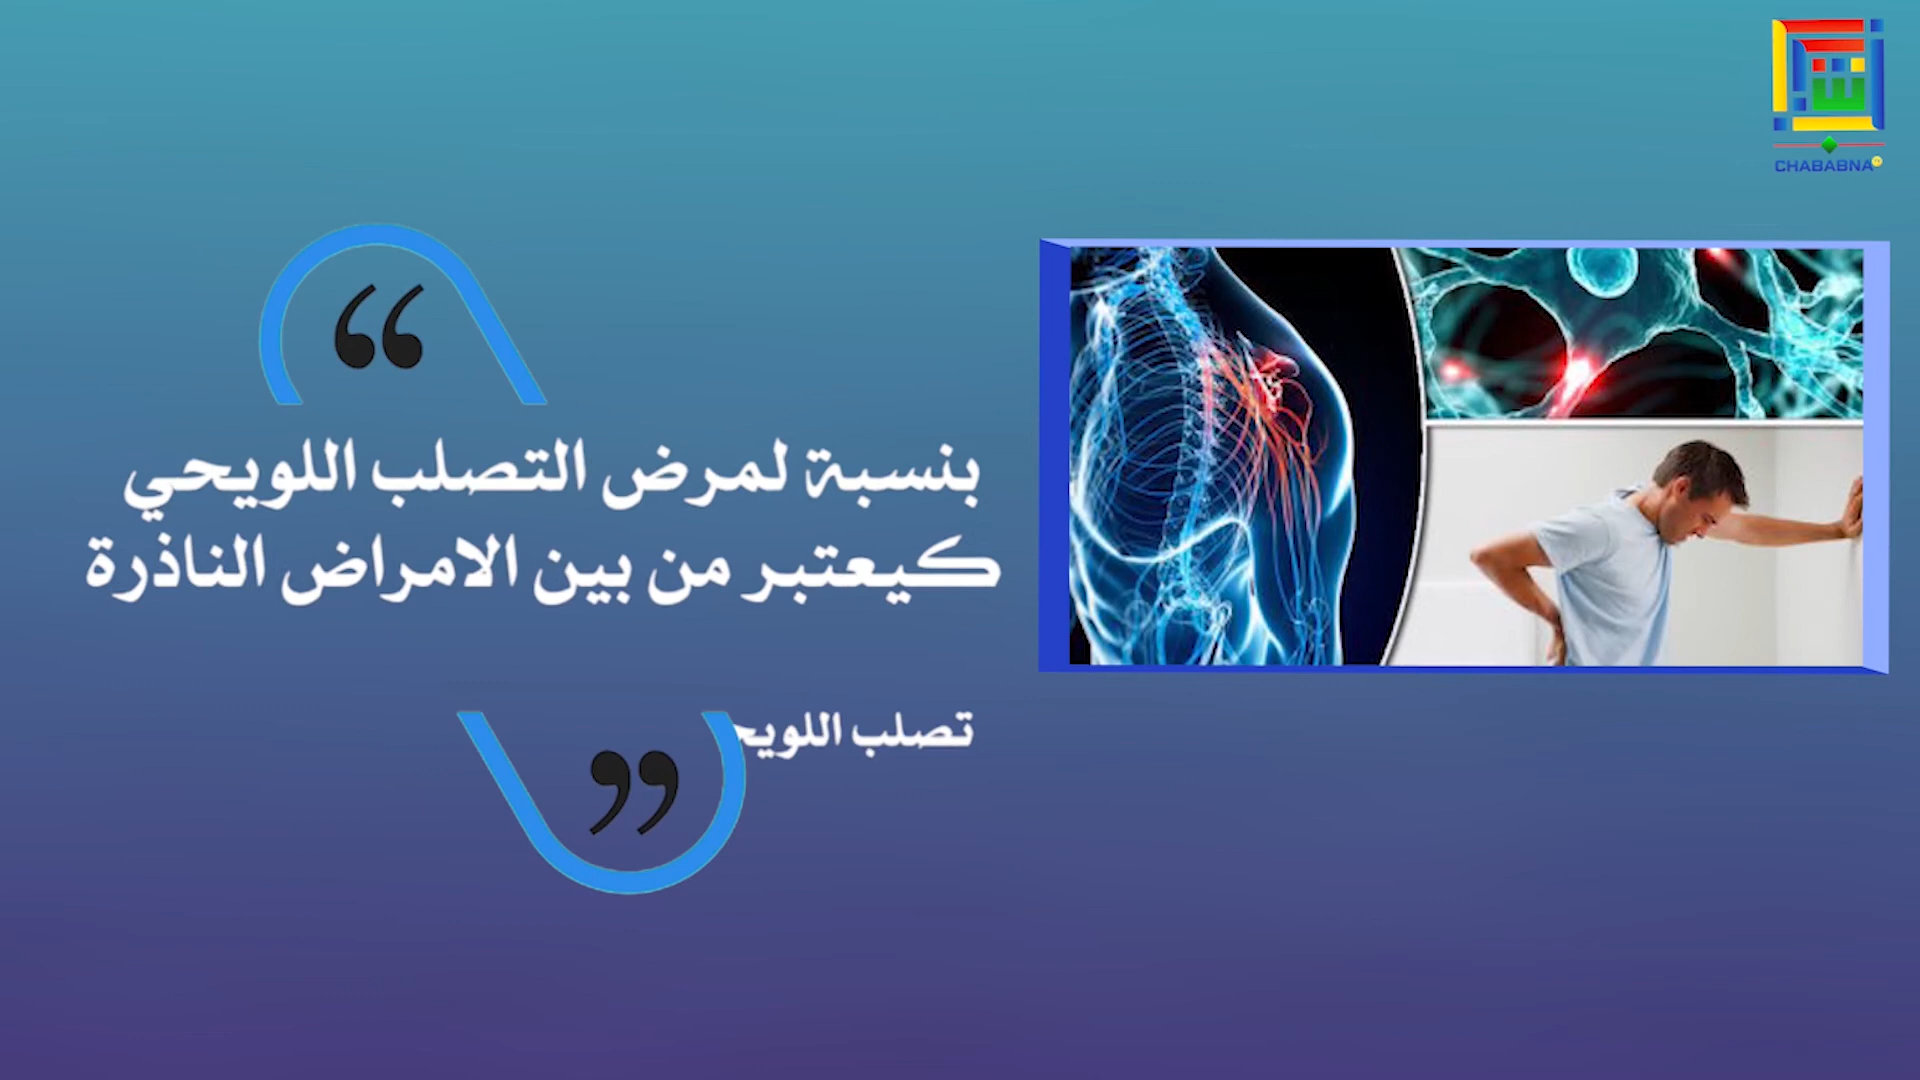 CHABABNA
بنسبة لمرض التصلب اللويحي
كيعتبر من بين الامراض الناذرة
تصلب اللويح